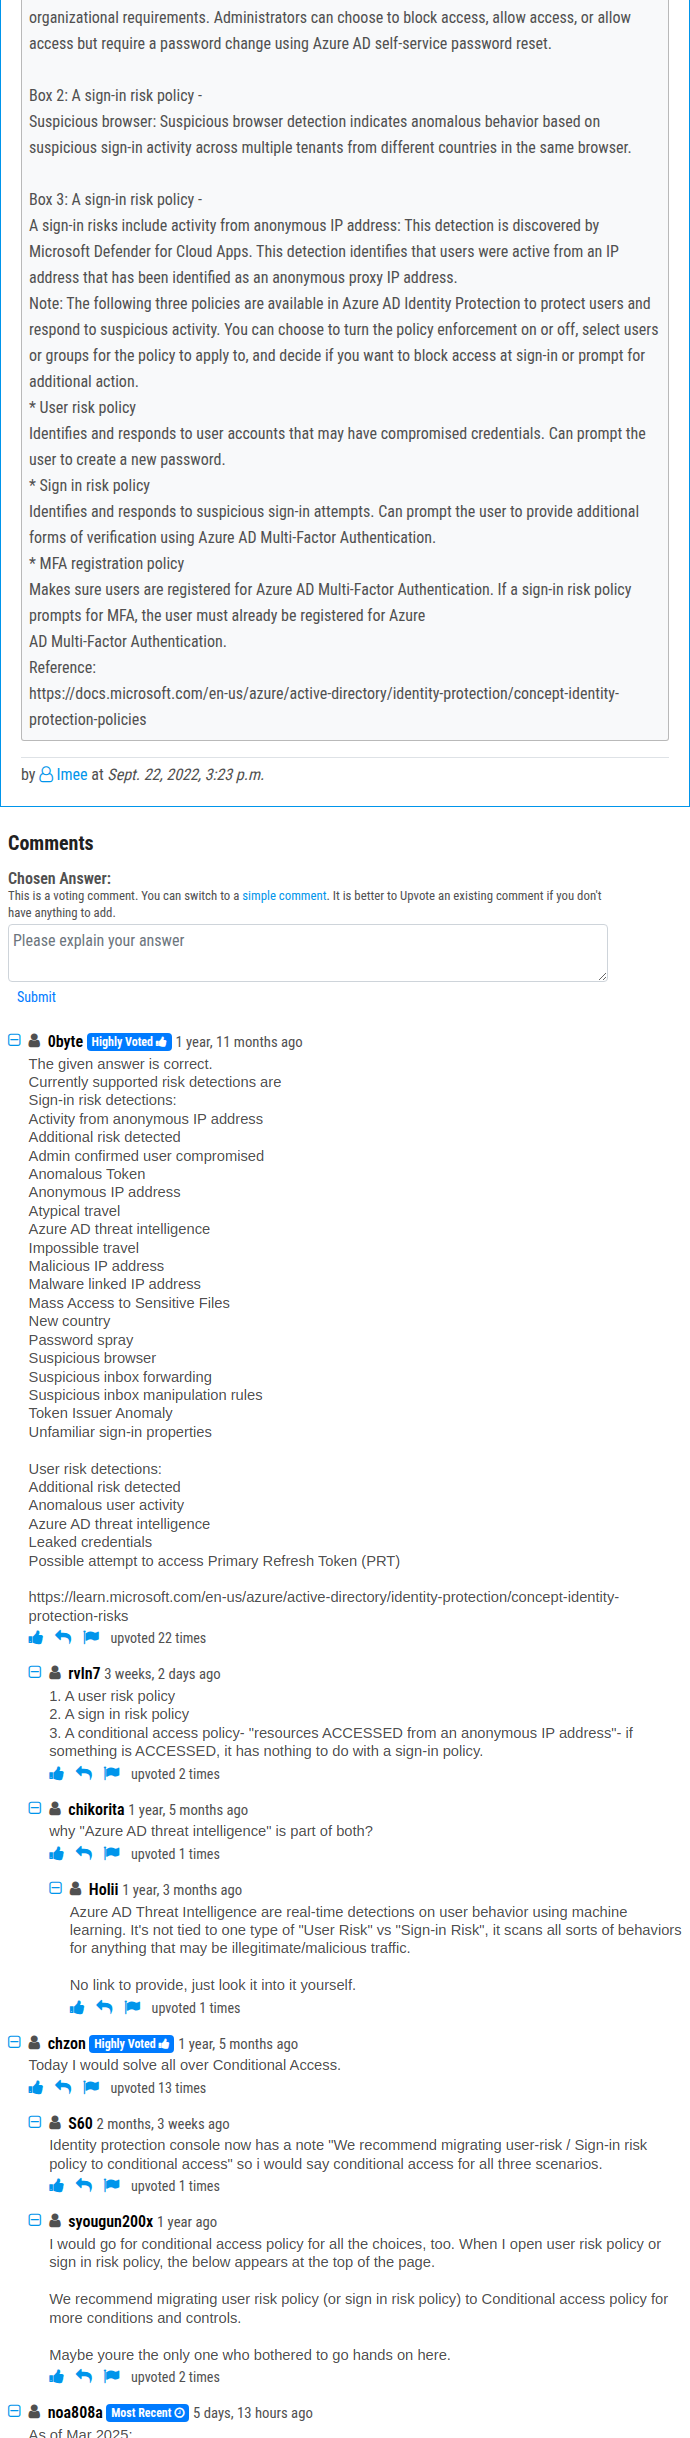 organizational requirements. Administrators can choose to block access, allow access, or allow
access but require a password change using Azure AD self-service password reset.
Box 2: A sign-in risk policy -
Suspicious browser: Suspicious browser detection indicates anomalous behavior based on
suspicious sign-in activity across multiple tenants from different countries in the same browser.
Box 3: A sign-in risk policy -
A sign-in risks include activity from anonymous IP address: This detection is discovered by
Microsoft Defender for Cloud Apps. This detection identifies that users were active from an IP
address that has been identified as an anonymous proxy IP address.
Note: The following three policies are available in Azure AD Identity Protection to protect users and
respond to suspicious activity. You can choose to turn the policy enforcement on or off, select users
or groups for the policy to apply to, and decide if you want to block access at sign-in or prompt for
additional action.
* User risk policy
Identifies and responds to user accounts that may have compromised credentials. Can prompt the
user to create a new password.
* Sign in risk policy
Identifies and responds to suspicious sign-in attempts. Can prompt the user to provide additional
forms of verification using Azure AD Multi-Factor Authentication.
* MFA registration policy
Makes sure users are registered for Azure AD Multi-Factor Authentication. If a sign-in risk policy
prompts for MFA, the user must already be registered for Azure
AD Multi-Factor Authentication.
Reference:
https://docs.microsoft.com/en-us/azure/active-directory/identity-protection/concept-identity-
protection-policies
by Imee at Sept. 22, 2022, 3:23 p.m.
Comments
Chosen Answer:
This is a voting comment. You can switch to a simple comment. It is better to Upvote an existing comment if you don't
have anything to add.
Please explain your answer
Submit
0byte Highly Voted 1 year, 11 months ago
The given answer is correct.
Currently supported risk detections are
Sign-in risk detections:
Activity from anonymous IP address
Additional risk detected
Admin confirmed user compromised
Anomalous Token
Anonymous IP address
Atypical travel
Azure AD threat intelligence
Impossible travel
Malicious IP address
Malware linked IP address
Mass Access to Sensitive Files
New country
Password spray
Suspicious browser
Suspicious inbox forwarding
Suspicious inbox manipulation rules
Token Issuer Anomaly
Unfamiliar sign-in properties
User risk detections:
Additional risk detected
Anomalous user activity
Azure AD threat intelligence
Leaked credentials
Possible attempt to access Primary Refresh Token (PRT)
https://learn.microsoft.com/en-us/azure/active-directory/identity-protection/concept-identity-
protection-risks
upvoted 22 times
rvln7 3 weeks, 2 days ago
1. A user risk policy
2. A sign in risk policy
3. A conditional access policy- "resources ACCESSED from an anonymous IP address"- if
something is ACCESSED, it has nothing to do with a sign-in policy.
upvoted 2 times
chikorita 1 year, 5 months ago
why "Azure AD threat intelligence" is part of both?
upvoted 1 times
Holii 1 year, 3 months ago
Azure AD Threat Intelligence are real-time detections on user behavior using machine
learning. It's not tied to one type of "User Risk" vs "Sign-in Risk", it scans all sorts of behaviors
for anything that may be illegitimate/malicious traffic.
No link to provide, just look it into it yourself.
upvoted 1 times
chzon Highly Voted 1 year, 5 months ago
Today I would solve all over Conditional Access.
upvoted 13 times
S60 2 months, 3 weeks ago
Identity protection console now has a note "We recommend migrating user-risk / Sign-in risk
policy to conditional access" so i would say conditional access for all three scenarios.
upvoted 1 times
syougun200x 1 year ago
I would go for conditional access policy for all the choices, too. When I open user risk policy or
sign in risk policy, the below appears at the top of the page.
We recommend migrating user risk policy (or sign in risk policy) to Conditional access policy for
more conditions and controls.
Maybe youre the only one who bothered to go hands on here.
upvoted 2 times
noa808a Most Recent 5 days, 13 hours ago
As of Mar 2025: